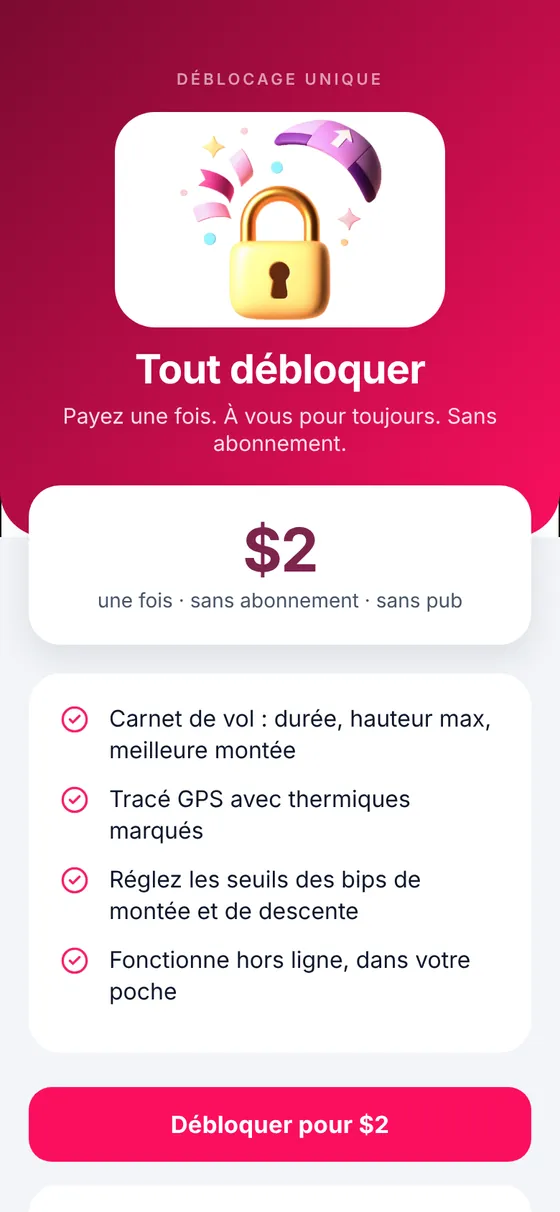 DÉBLOCAGE UNIQUE
Tout débloquer
Payez une fois. À vous pour toujours. Sans
abonnement.
$2
une fois · sans abonnement · sans pub
Carnet de vol : durée, hauteur max,
meilleure montée
Tracé GPS avec thermiques
marqués
Réglez les seuils des bips de
montée et de descente
Fonctionne hors ligne, dans votre
poche
Débloquer pour $2